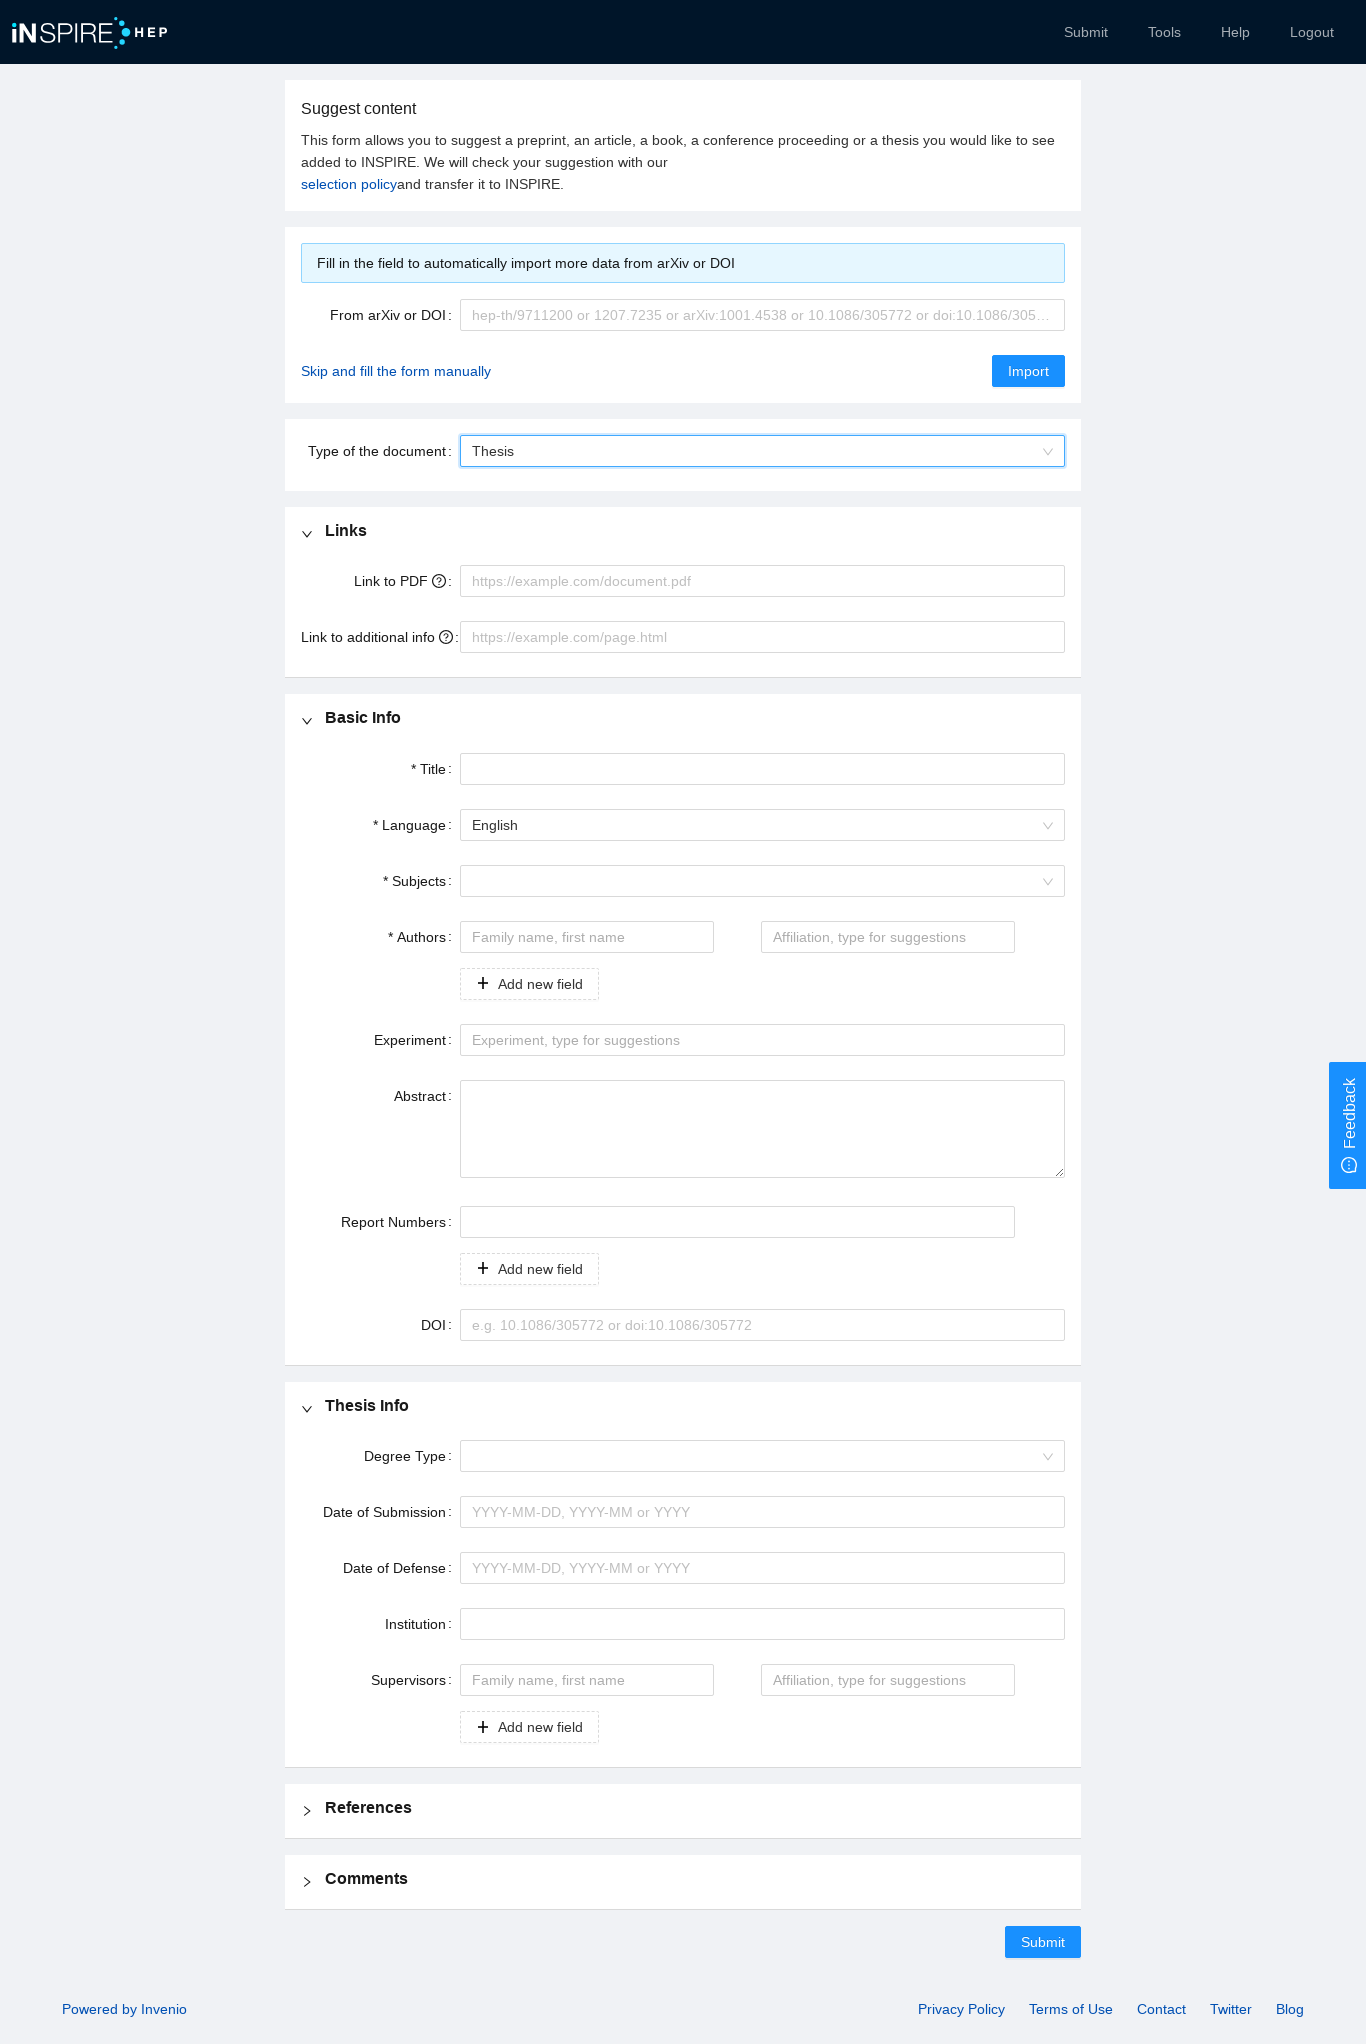 iNSPIRE HEP
Submit Tools Help Logout
Suggest content
This form allows you to suggest a preprint, an article, a book, a conference proceeding or a thesis you would like to see
added to INSPIRE. We will check your suggestion with our
selection policyand transfer it to INSPIRE.
Fill in the field to automatically import more data from arXiv or DOI
From arXiv or DOI : hep-th/9711200 or 1207.7235 or arXiv:1001.4538 or 10.1086/305772 or doi:10.1086/305...
Skip and fill the form manually Import
Type of the document : Thesis
Links
Link to PDF : https://example.com/document.pdf
Link to additional info : https://example.com/page.html
Basic Info
* Title :
* Language : English
* Subjects :
* Authors : Family name, first name Affiliation, type for suggestions
+ Add new field
Experiment : Experiment, type for suggestions
Abstract :
Report Numbers :
+ Add new field
DOI : e.g. 10.1086/305772 or doi:10.1086/305772
Thesis Info
Degree Type :
Date of Submission : YYYY-MM-DD, YYYY-MM or YYYY
Date of Defense : YYYY-MM-DD, YYYY-MM or YYYY
Institution :
Supervisors : Family name, first name Affiliation, type for suggestions
+ Add new field
References
Comments
Submit
Feedback
Powered by Invenio Privacy Policy Terms of Use Contact Twitter Blog